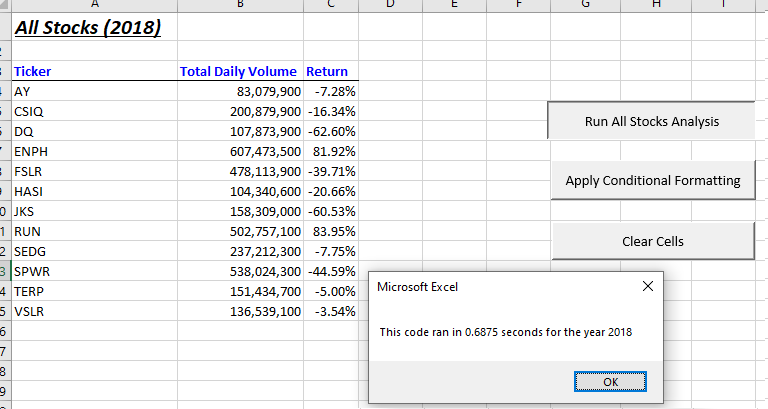 A B C D E F G H I
All Stocks (2018)
Ticker Total Daily Volume Return
AY 83,079,900 -7.28%
CSIQ 200,879,900 -16.34%
DQ 107,873,900 -62.60%
ENPH 607,473,500 81.92%
FSLR 478,113,900 -39.71%
HASI 104,340,600 -20.66%
JKS 158,309,000 -60.53%
RUN 502,757,100 83.95%
SEDG 237,212,300 -7.75%
SPWR 538,024,300 -44.59%
TERP 151,434,700 -5.00%
VSLR 136,539,100 -3.54%
Run All Stocks Analysis
Apply Conditional Formatting
Clear Cells
Microsoft Excel
This code ran in 0.6875 seconds for the year 2018
OK